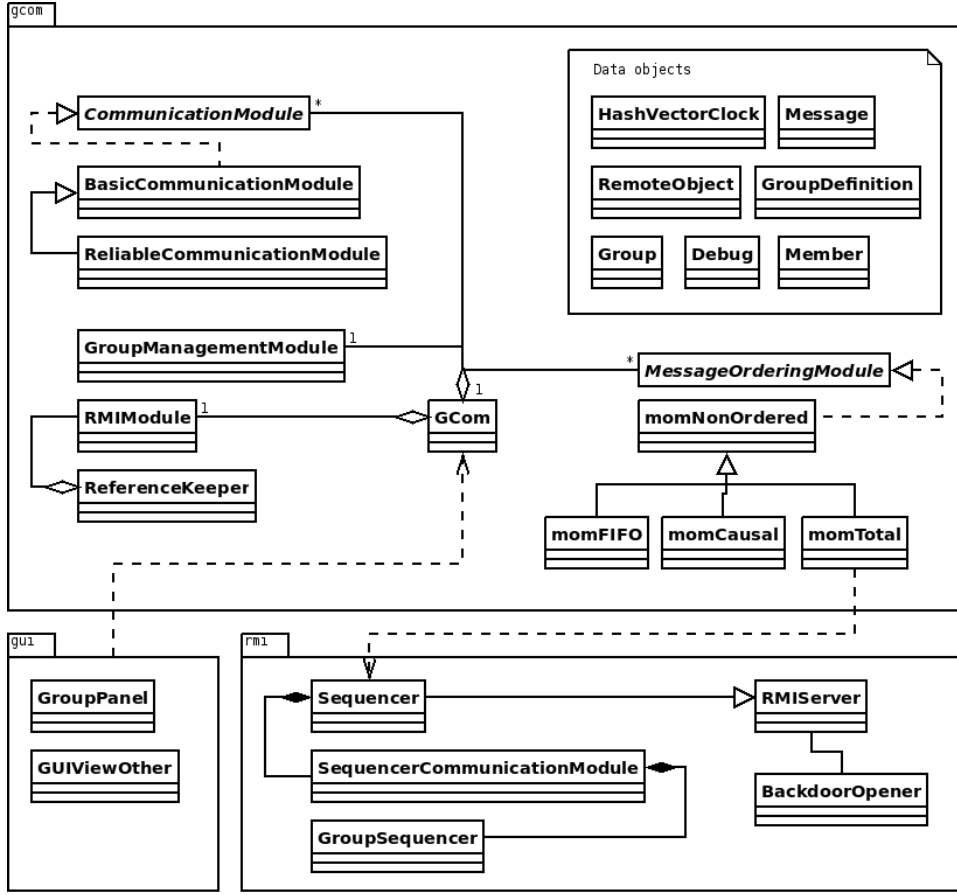 gcom
Data objects
CommunicationModule
*
HashVectorClock
Message
BasicCommunicationModule
RemoteObject
GroupDefinition
ReliableCommunicationModule
Group
Debug
Member
GroupManagementModule
1
*
MessageOrderingModule
1
RMIModule
1
GCom
momNonOrdered
ReferenceKeeper
momFIFO
momCausal
momTotal
gui
rmi
GroupPanel
Sequencer
RMIServer
GUIViewOther
SequencerCommunicationModule
BackdoorOpener
GroupSequencer